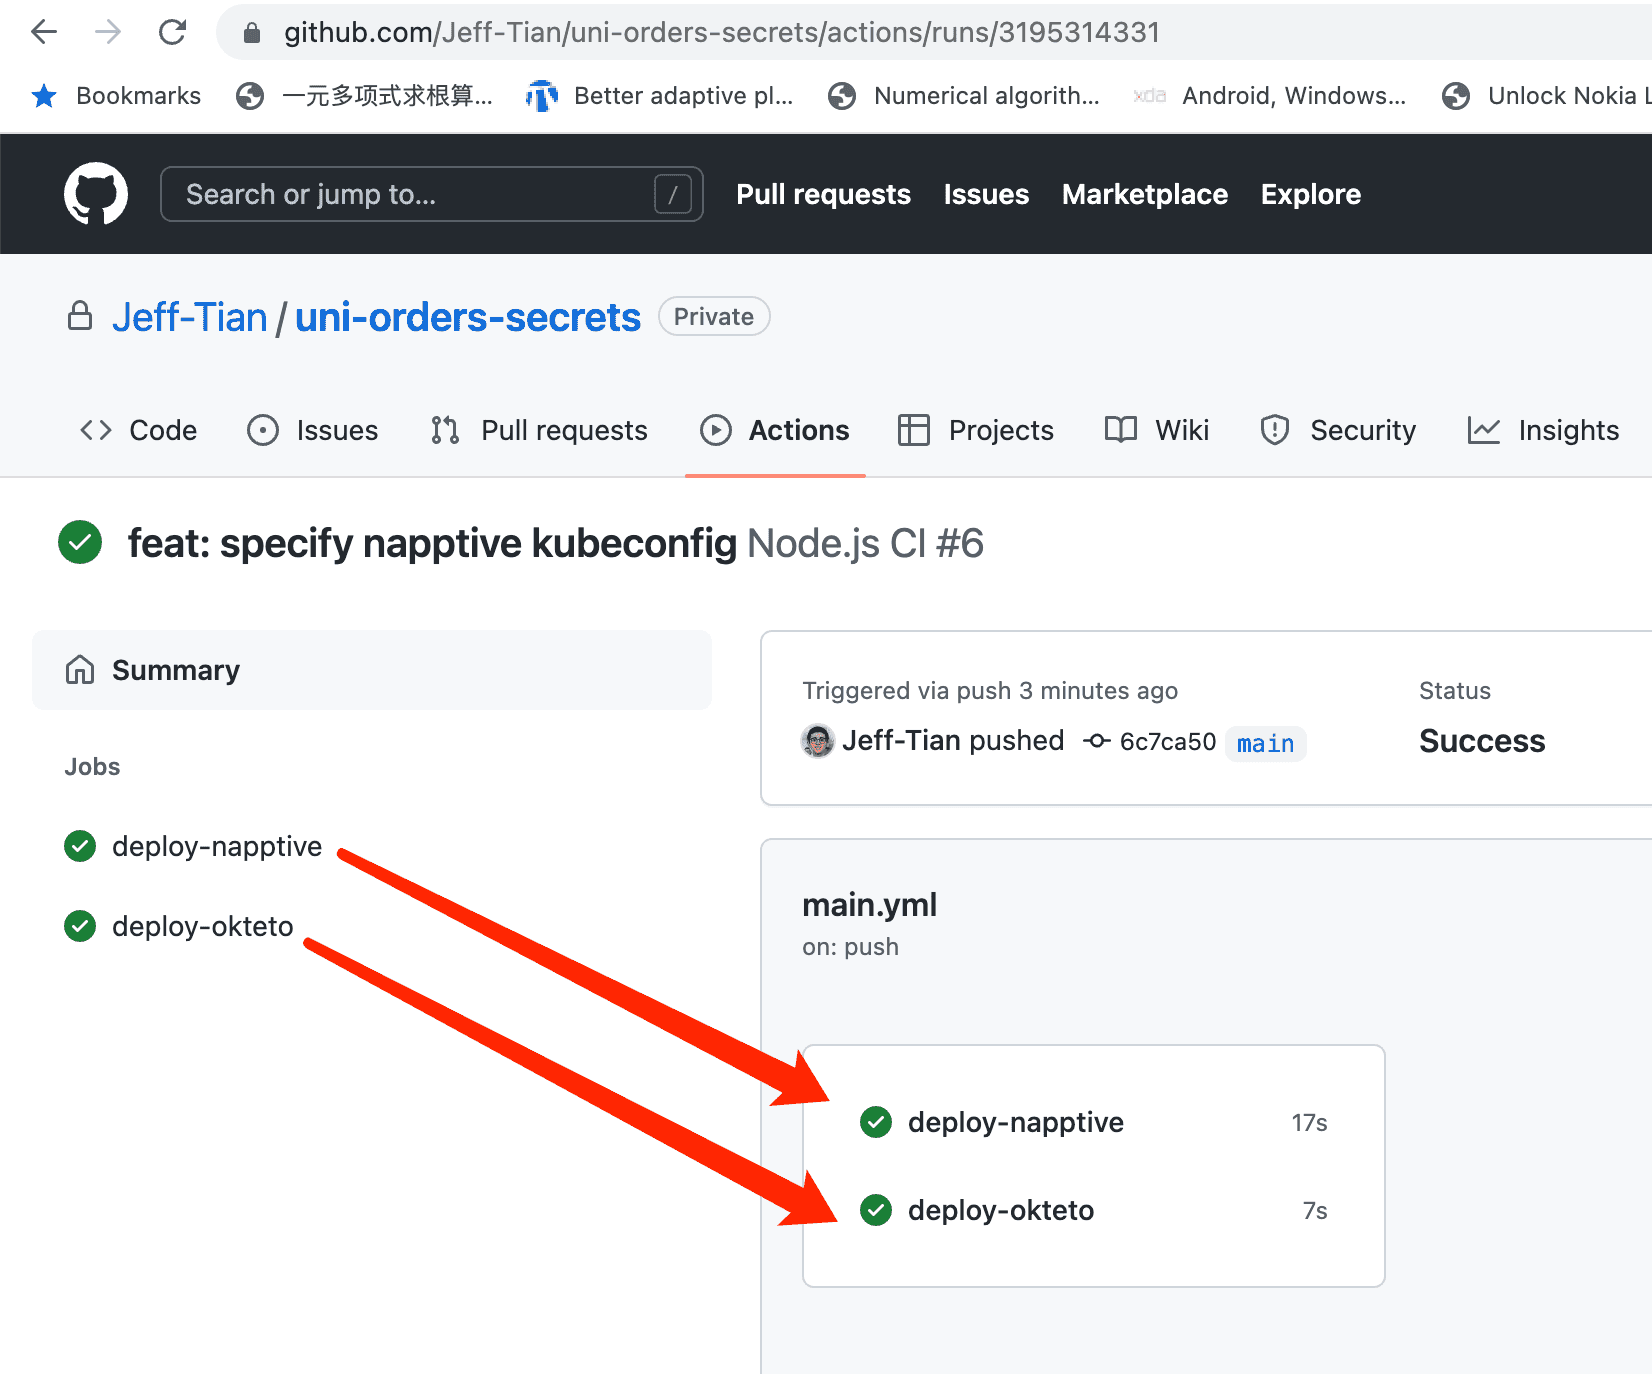 github.com/Jeff-Tian/uni-orders-secrets/actions/runs/3195314331
Bookmarks 一元多项式求根算... Better adaptive pl... Numerical algorith... xda Android, Windows... Unlock Nokia L
Search or jump to... / Pull requests Issues Marketplace Explore
Jeff-Tian / uni-orders-secrets Private
Code Issues Pull requests Actions Projects Wiki Security Insights
feat: specify napptive kubeconfig Node.js CI #6
Summary
Triggered via push 3 minutes ago
Jeff-Tian pushed 6c7ca50 main
Status
Success
Jobs
deploy-napptive
deploy-okteto
main.yml
on: push
deploy-napptive 17s
deploy-okteto 7s